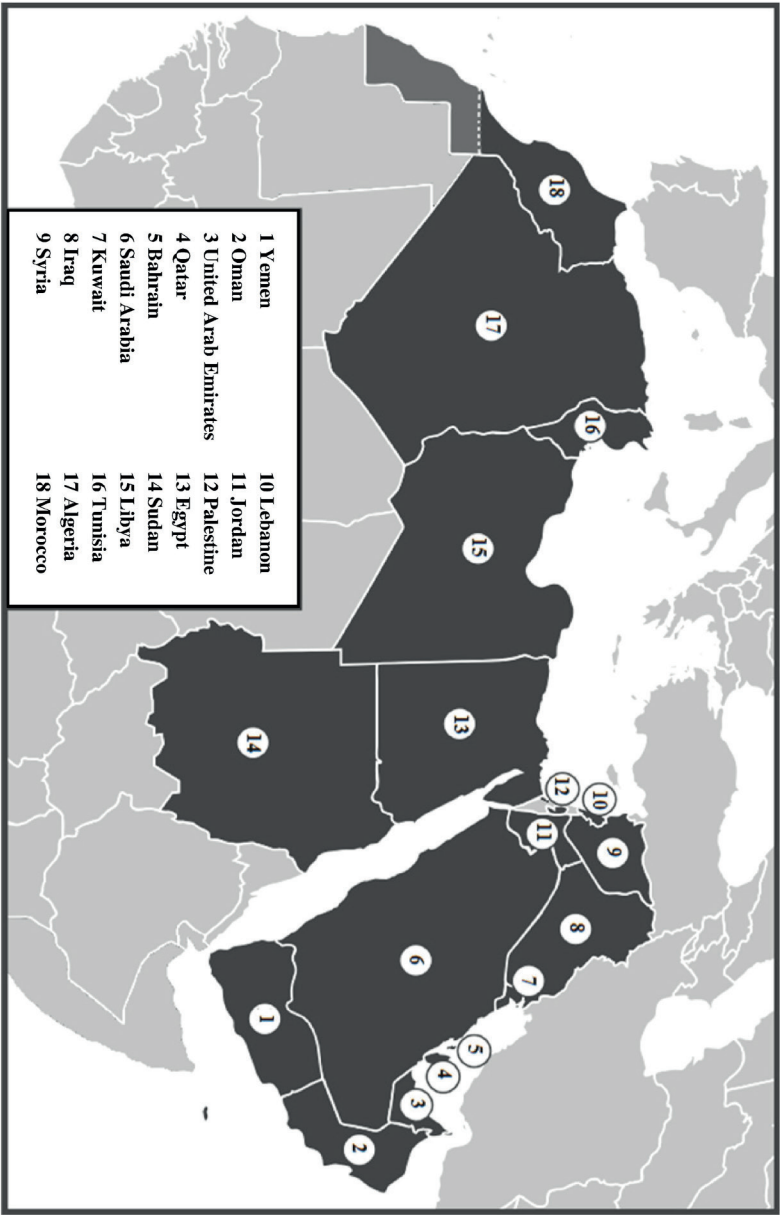 9
10
16
8
12
18
11
7
17
15
5
13
4
6
3
2
1
14
1 Yemen
2 Oman
3 United Arab Emirates
4 Qatar
5 Bahrain
6 Saudi Arabia
7 Kuwait
8 Iraq
9 Syria
10 Lebanon
11 Jordan
12 Palestine
13 Egypt
14 Sudan
15 Libya
16 Tunisia
17 Algeria
18 Morocco